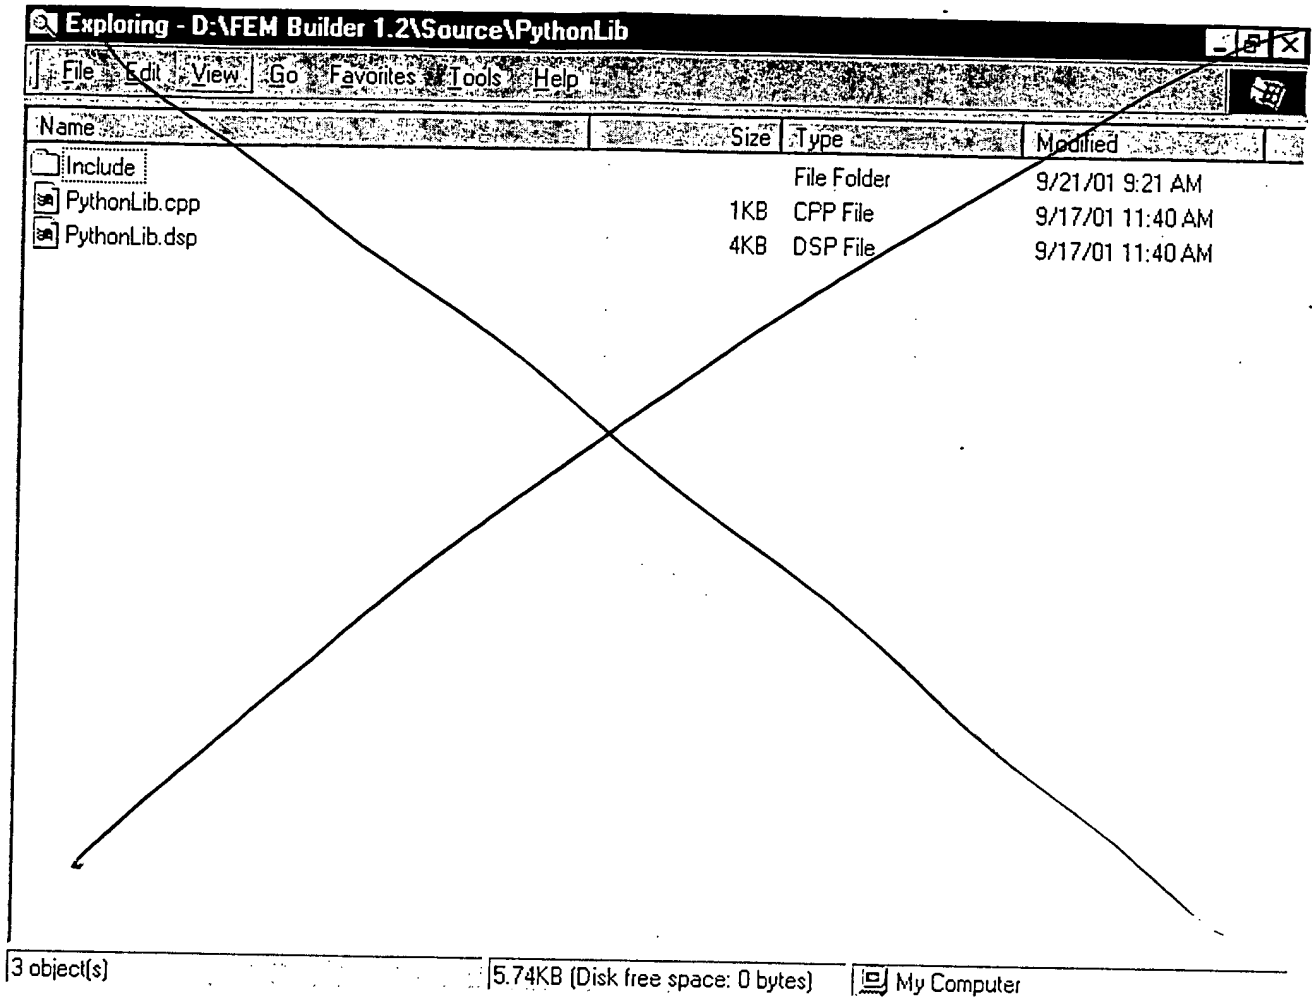 Exploring - D:\FEM Builder 1.2\Source\PythonLib
File Edit View Go Favorites Tools Help
Name Size Type Modified
Include File Folder 9/21/01 9:21 AM
PythonLib.cpp 1KB CPP File 9/17/01 11:40 AM
PythonLib.dsp 4KB DSP File 9/17/01 11:40 AM
3 object(s) 5.74KB (Disk free space: 0 bytes) My Computer